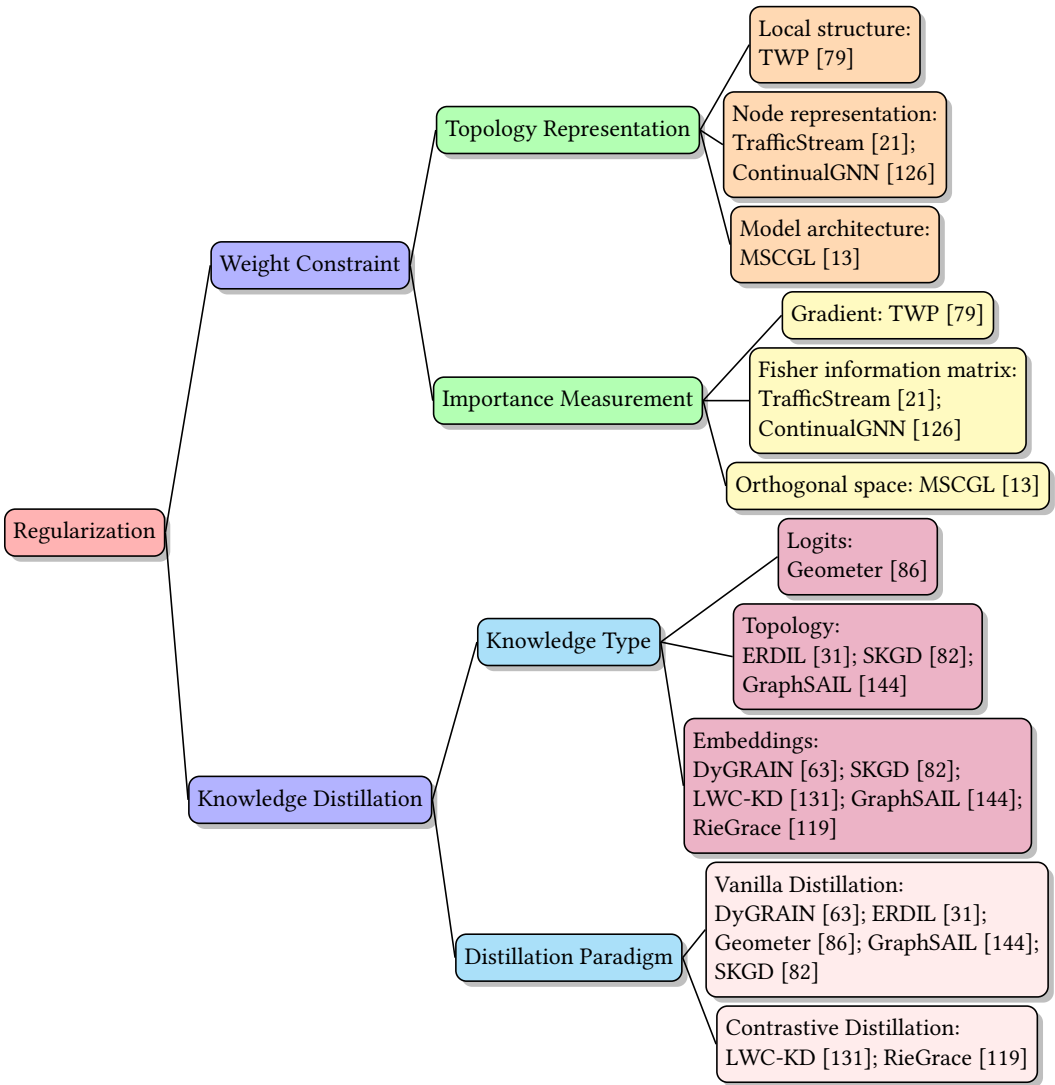 Local structure:
TWP [79]
Topology Representation
Node representation:
TrafficStream [21];
ContinualGNN [126]
Model architecture:
MSCGL [13]
Weight Constraint
Gradient: TWP [79]
Importance Measurement
Fisher information matrix:
TrafficStream [21];
ContinualGNN [126]
Orthogonal space: MSCGL [13]
Regularization
Logits:
Geometer [86]
Knowledge Type
Topology:
ERDIL [31]; SKGD [82];
GraphSAIL [144]
Embeddings:
DyGRAIN [63]; SKGD [82];
LWC-KD [131]; GraphSAIL [144];
RieGrace [119]
Knowledge Distillation
Vanilla Distillation:
DyGRAIN [63]; ERDIL [31];
Geometer [86]; GraphSAIL [144];
SKGD [82]
Distillation Paradigm
Contrastive Distillation:
LWC-KD [131]; RieGrace [119]